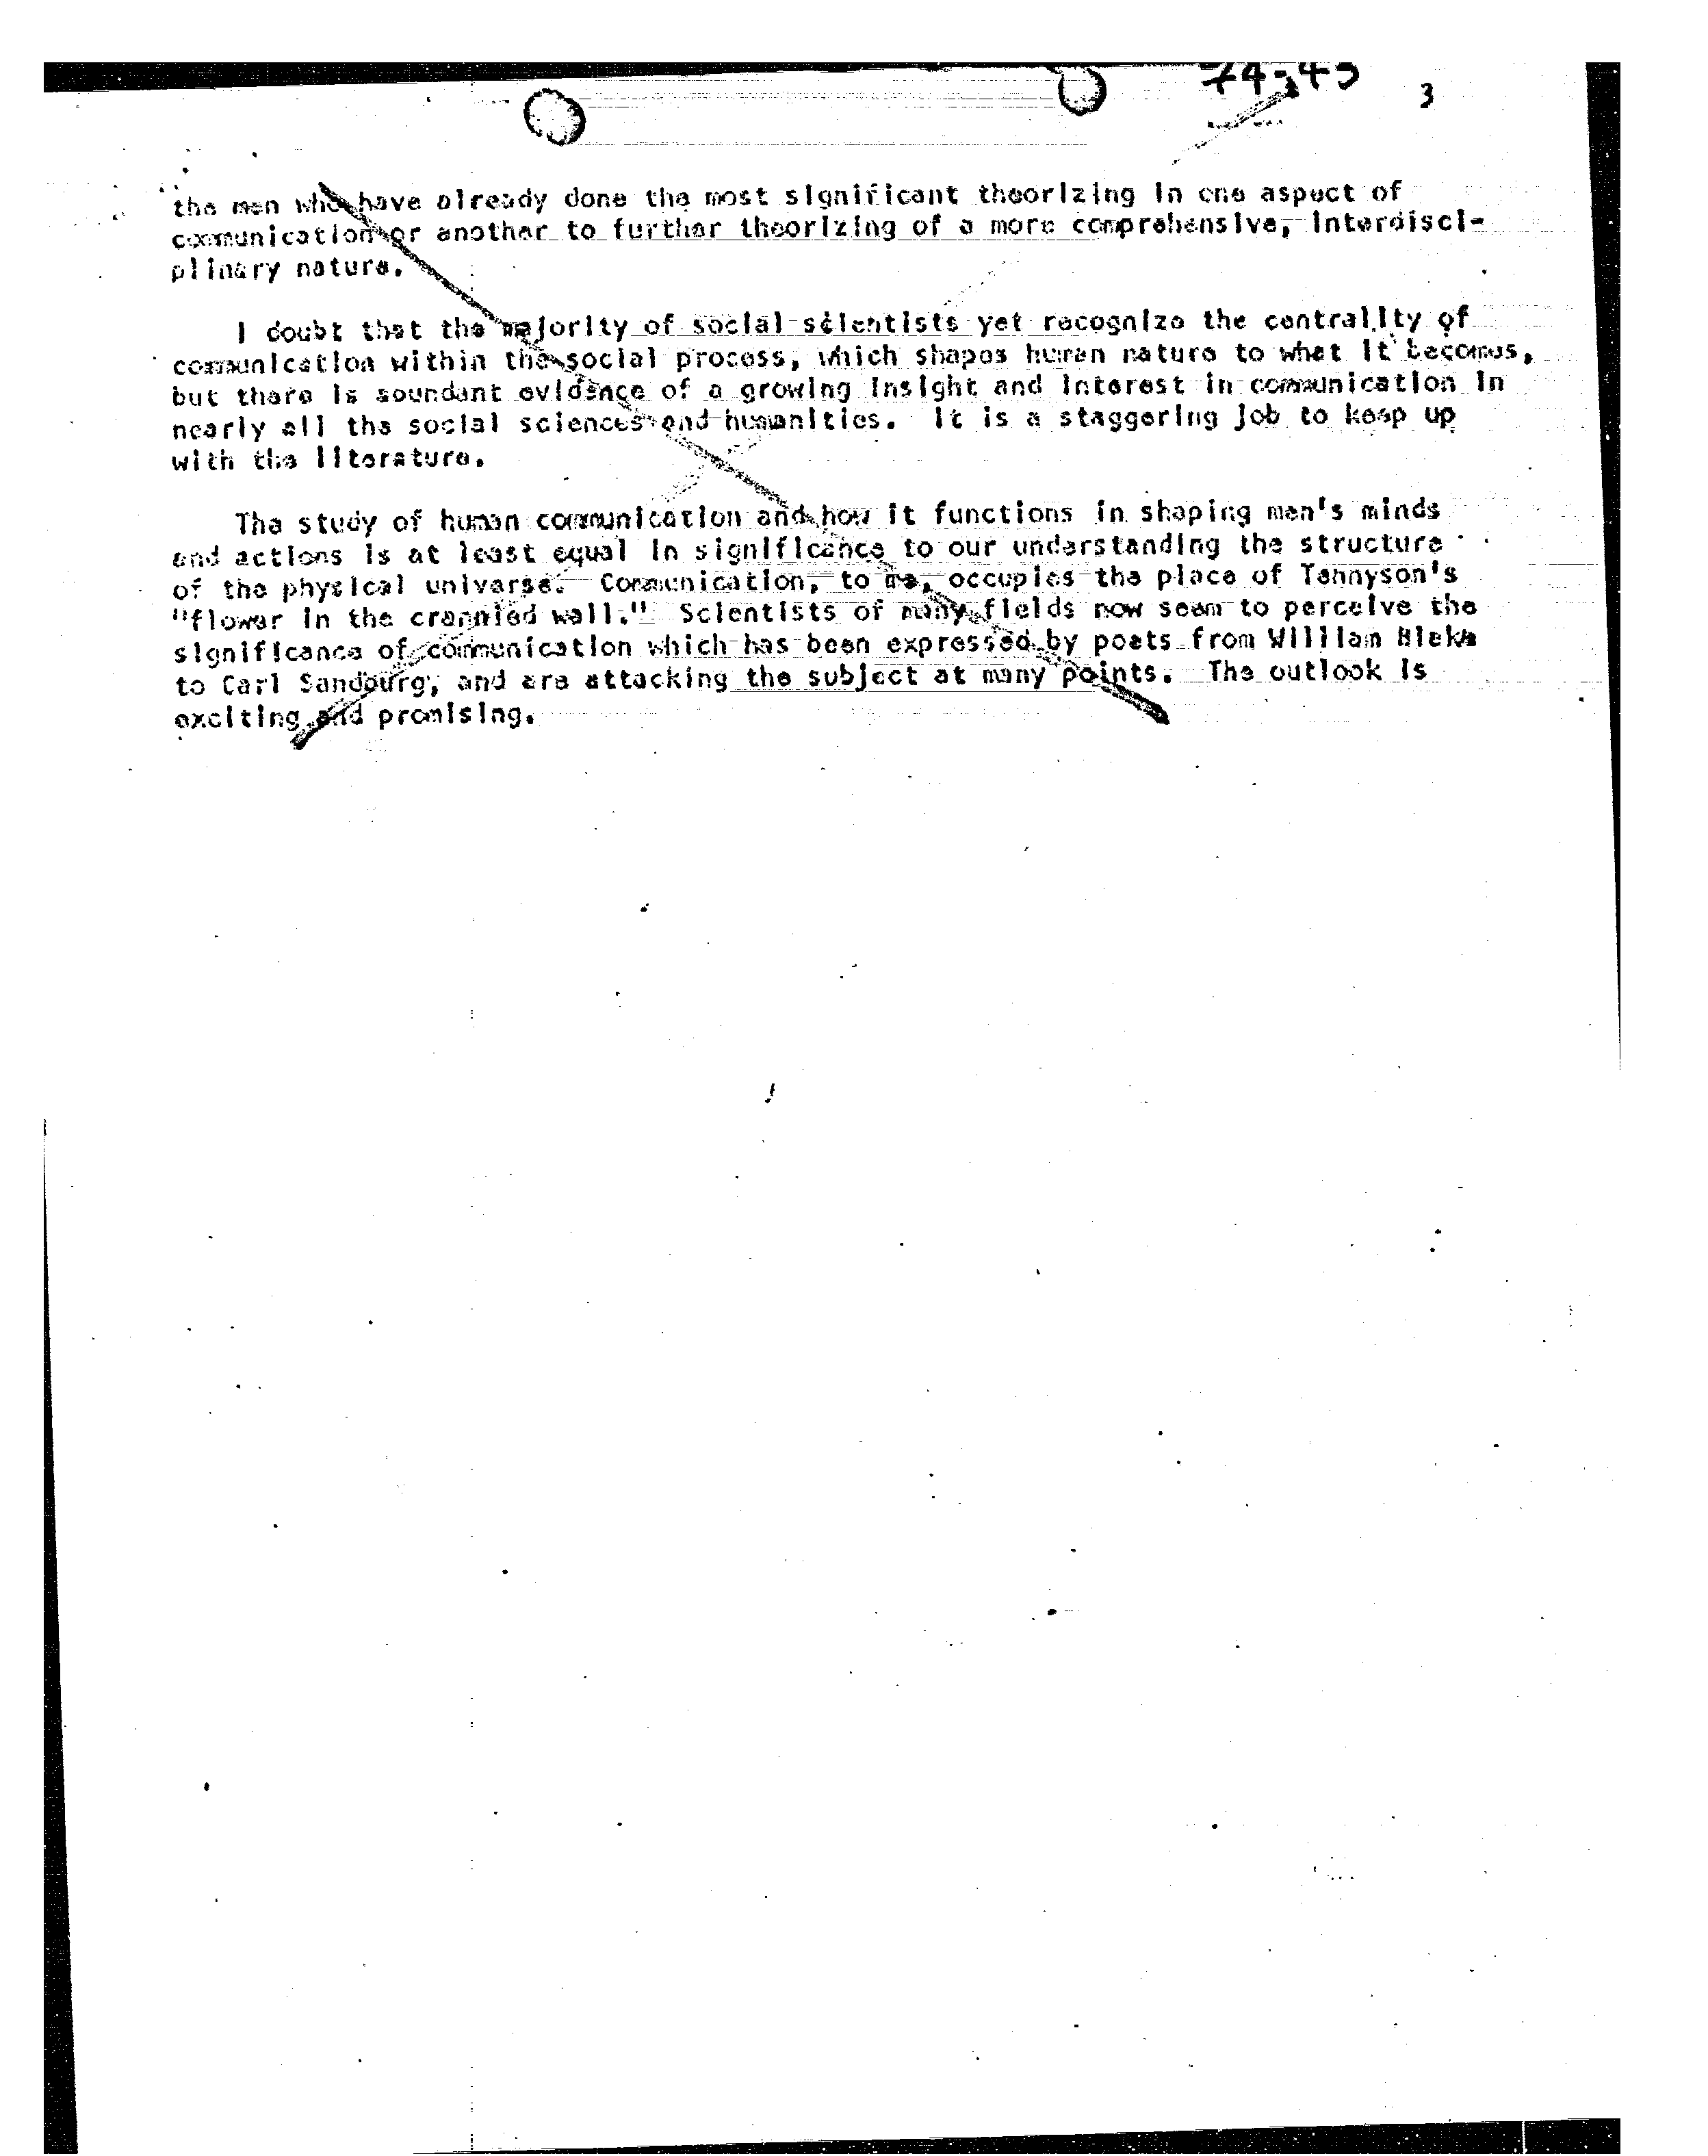 3
the men who have already done the most significant theorizing in one aspect of
communication or another to further theorizing of a more comprehensive, interdisci-
plinary nature.
I doubt that the majority of social scientists yet recognize the centrality of
communication within the social process, which shapes human nature to what it becomes,
but there is abundant evidence of a growing insight and interest in communication in
nearly all the social sciences and humanities. It is a staggering job to keep up
with the literature.
The study of human communication and how it functions in shaping men's minds
and actions is at least equal in significance to our understanding the structure
of the physical universe. Communication, to me, occupies the place of Tennyson's
"flower in the crannied wall." Scientists of many fields now seem to perceive the
significance of communication which has been expressed by poets from William Blake
to Carl Sandburg, and are attacking the subject at many points. The outlook is
exciting and promising.